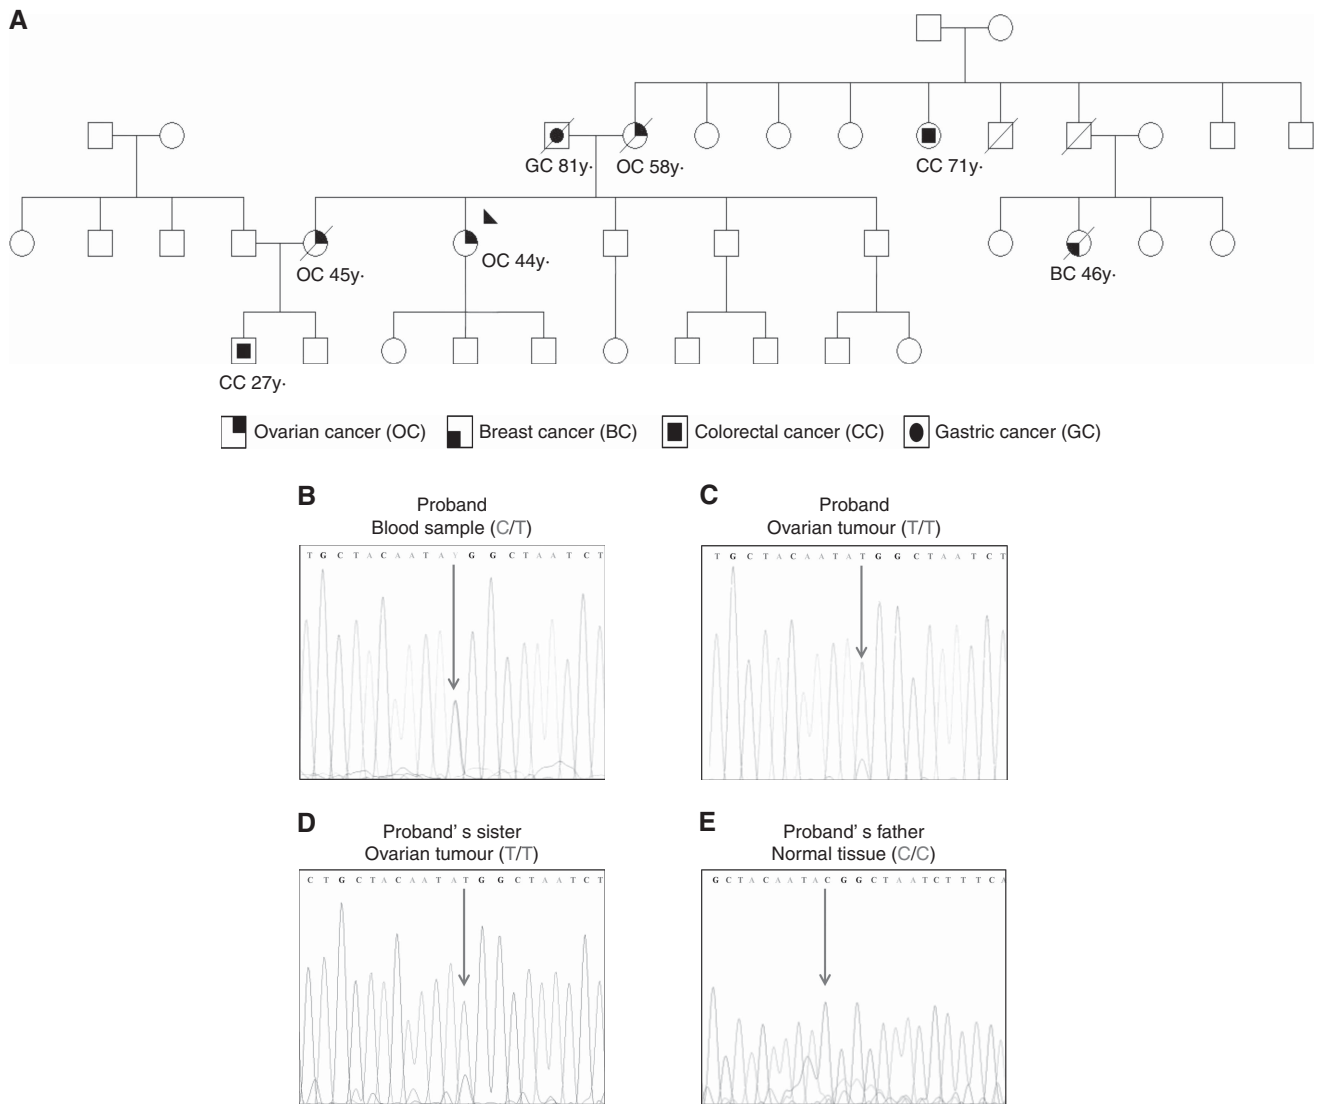 A
GC 81y.
OC 58y.
CC 71y.
OC 45y.
OC 44y.
BC 46y.
CC 27y.
Ovarian cancer (OC)
Breast cancer (BC)
Colorectal cancer (CC)
Gastric cancer (GC)
B
Proband
Blood sample (C/T)
T G C T A C A A T A Y G G C T A A T C T
C
Proband
Ovarian tumour (T/T)
T G C T A C A A T A T G G C T A A T C T
D
Proband's sister
Ovarian tumour (T/T)
C T G C T A C A A T A T G G C T A A T C T
E
Proband's father
Normal tissue (C/C)
G C T A C A A T A C G G C T A A T C T T T C A